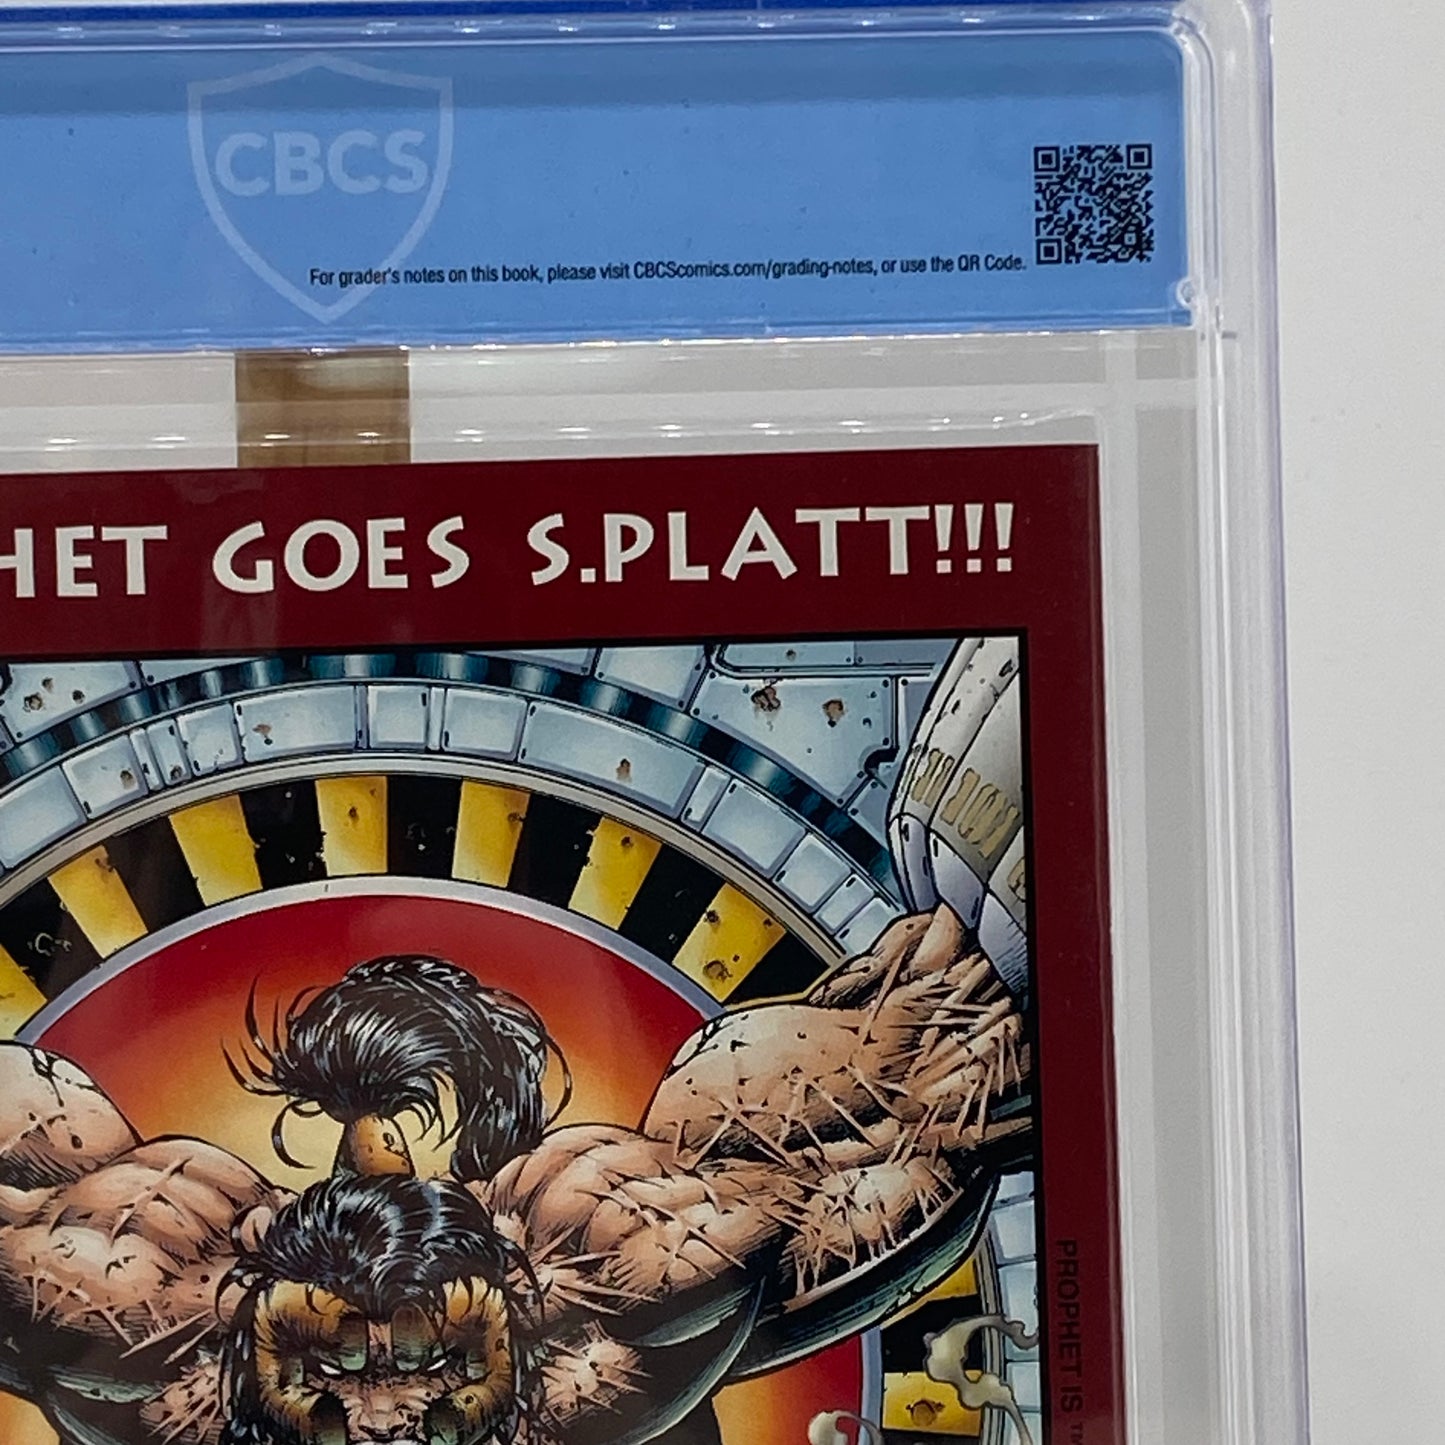 CBCS
For grader's notes on this book, please visit CBCScomics.com/grading-notes, or use the QR Code.
HET GOES S.PLATT!!!
PROPHET IS ™